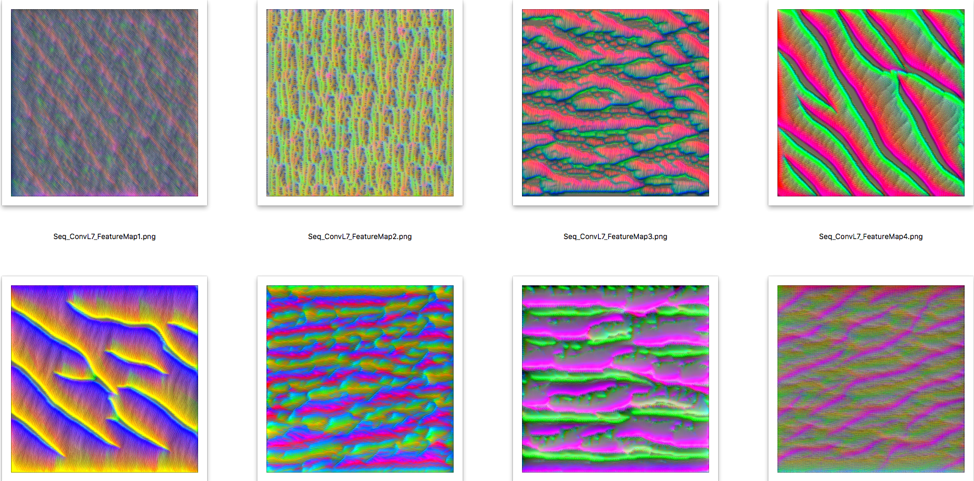 Seq_ConvL7_FeatureMap1.png
Seq_ConvL7_FeatureMap2.png
Seq_ConvL7_FeatureMap3.png
Seq_ConvL7_FeatureMap4.png